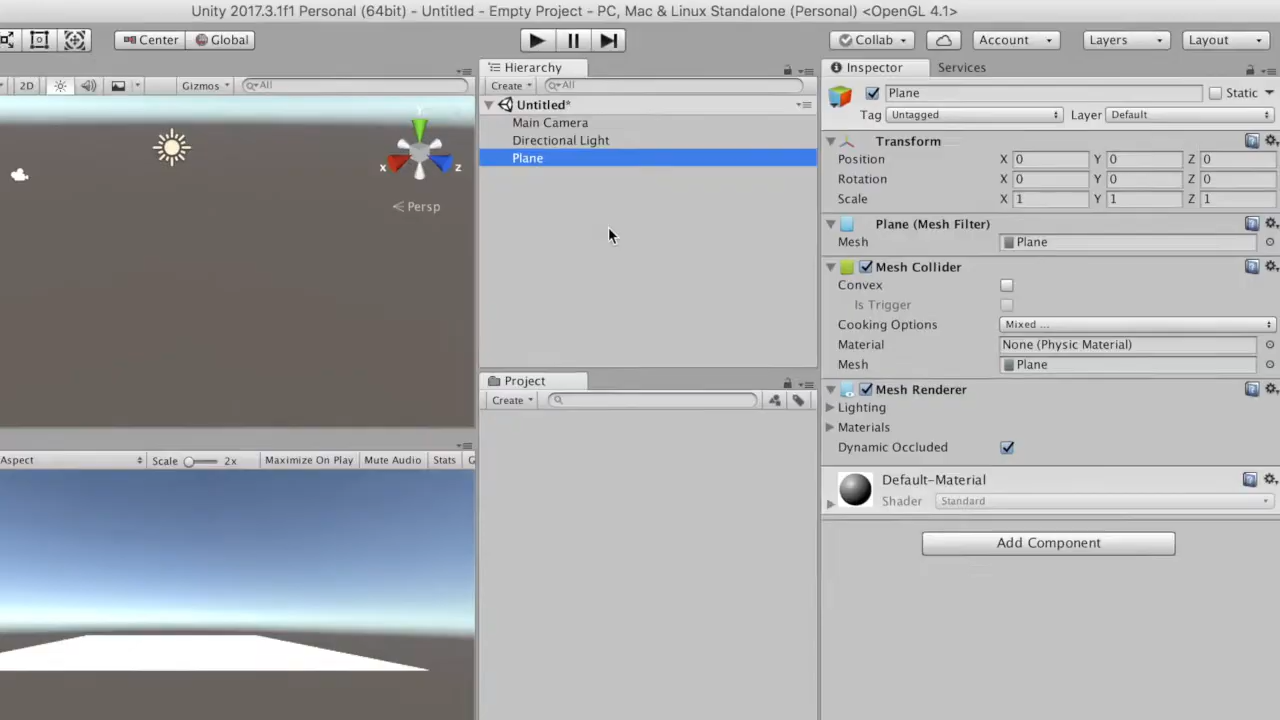 Unity 2017.3.1f1 Personal (64bit) - Untitled - Empty Project - PC, Mac & Linux Standalone (Personal) <OpenGL 4.1>
Center Global Collab Account Layers Layout
2D Gizmos All
Y
x z
Persp
Aspect Scale 2x Maximize On Play Mute Audio Stats G
Hierarchy
Create All
Untitled*
Main Camera
Directional Light
Plane
Project
Create
Inspector Services
Plane Static
Tag Untagged Layer Default
Transform
Position X 0 Y 0 Z 0
Rotation X 0 Y 0 Z 0
Scale X 1 Y 1 Z 1
Plane (Mesh Filter)
Mesh Plane
Mesh Collider
Convex
Is Trigger
Cooking Options Mixed ...
Material None (Physic Material)
Mesh Plane
Mesh Renderer
Lighting
Materials
Dynamic Occluded
Default-Material
Shader Standard
Add Component